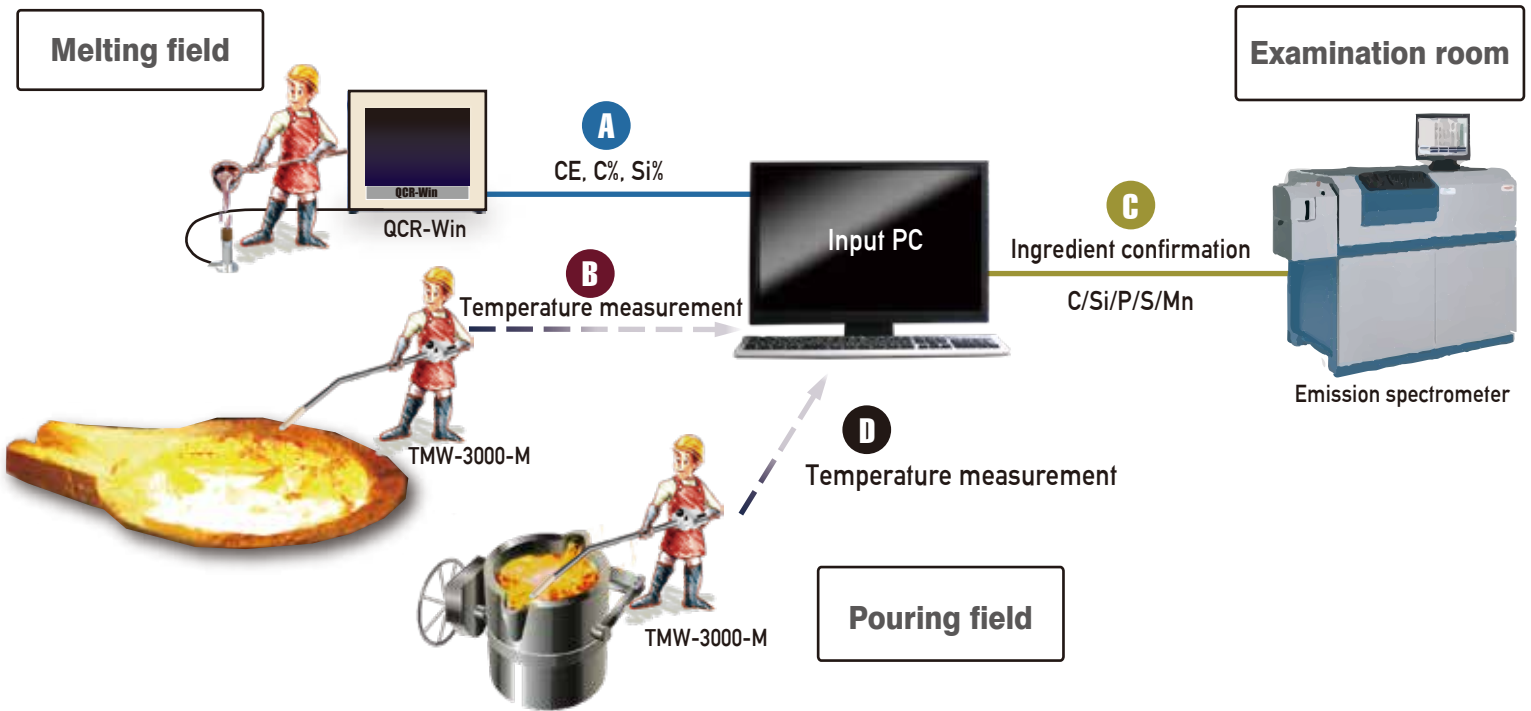 Melting field
Examination room
A
CE, C%, Si%
QCR-Win
QCR-Win
Input PC
C
Ingredient confirmation
C/Si/P/S/Mn
B
Temperature measurement
Emission spectrometer
TMW-3000-M
D
Temperature measurement
TMW-3000-M
Pouring field